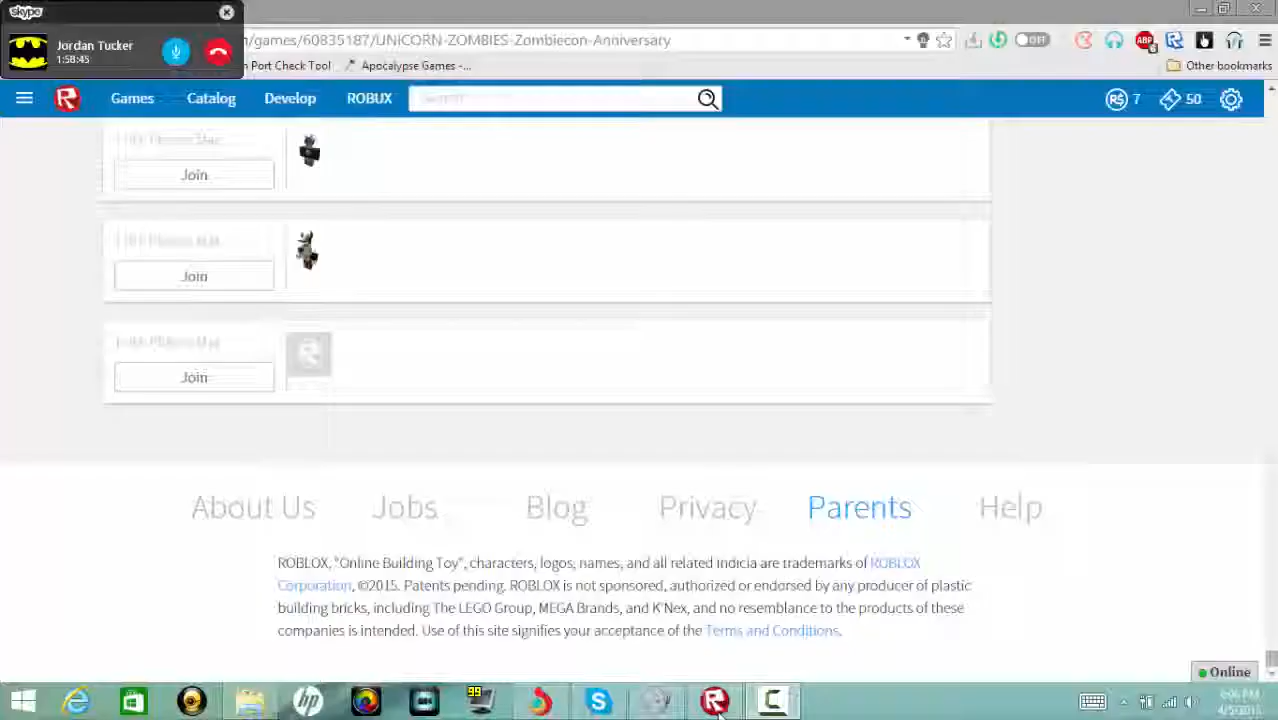 skype
Jordan Tucker
1:58:45
/games/60835187/UNICORN-ZOMBIES-Zombiecon-Anniversary
Port Check Tool Apocalypse Games -... Other bookmarks
OFF
ABP
Games Catalog Develop ROBUX Search R$ 7 50
Join
Join
Join
About Us Jobs Blog Privacy Parents Help
ROBLOX, "Online Building Toy", characters, logos, names, and all related indicia are trademarks of ROBLOX
Corporation, ©2015. Patents pending. ROBLOX is not sponsored, authorized or endorsed by any producer of plastic
building bricks, including The LEGO Group, MEGA Brands, and K'Nex, and no resemblance to the products of these
companies is intended. Use of this site signifies your acceptance of the Terms and Conditions.
Online
99
hp